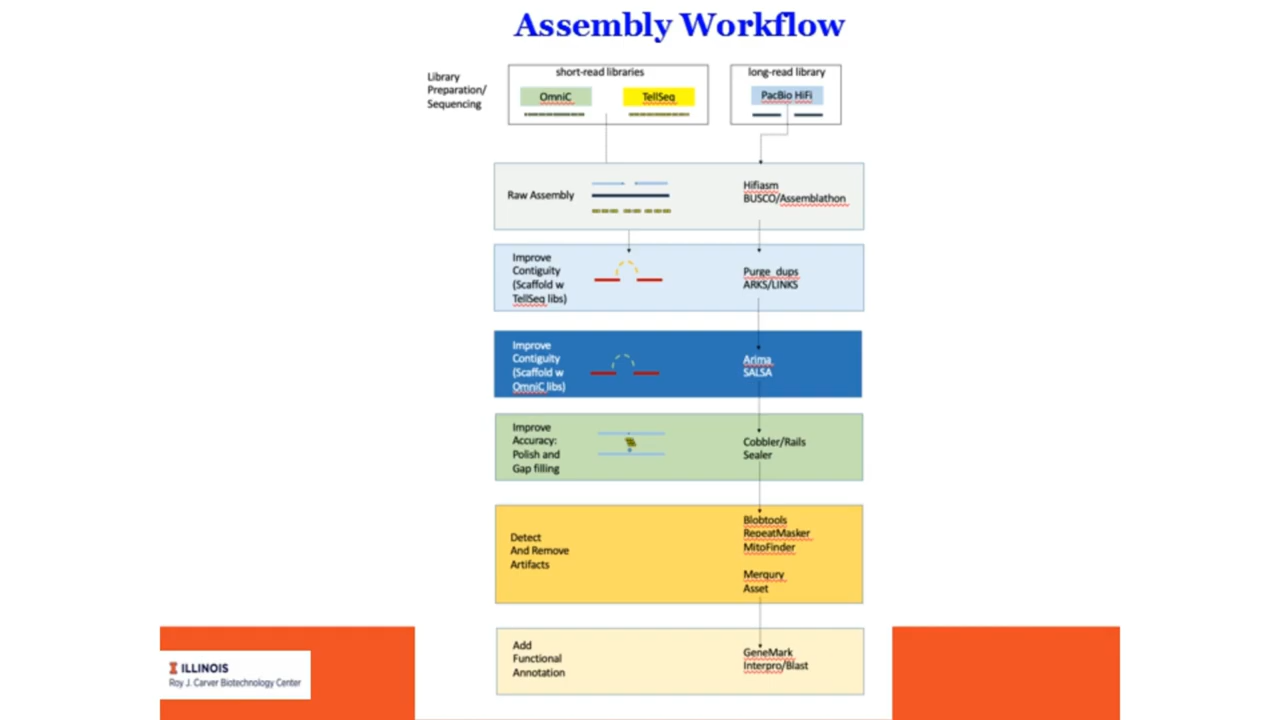 Assembly Workflow
Library
Preparation/
Sequencing
short-read libraries
OmniC
TellSeq
long-read library
PacBio HiFi
Raw Assembly
Hifiasm
BUSCO/Assemblathon
Improve
Contiguity
(Scaffold w
TellSeq libs)
Purge_dups
ARKS/LINKS
Improve
Contiguity
(Scaffold w
OmniC libs)
Arima
SALSA
Improve
Accuracy:
Polish and
Gap filling
Cobbler/Rails
Sealer
Detect
And Remove
Artifacts
Blobtools
RepeatMasker
MitoFinder
Merqury
Asset
Add
Functional
Annotation
GeneMark
Interpro/Blast
ILLINOIS
Roy J. Carver Biotechnology Center